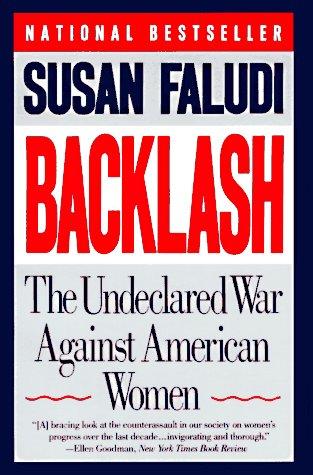 NATIONAL BESTSELLER
SUSAN FALUDI
BACKLASH
The Undeclared War
Against American
Women
"[A] bracing look at the counterassault in our society on women's
progress over the last decade...invigorating and thorough."
—Ellen Goodman, New York Times Book Review